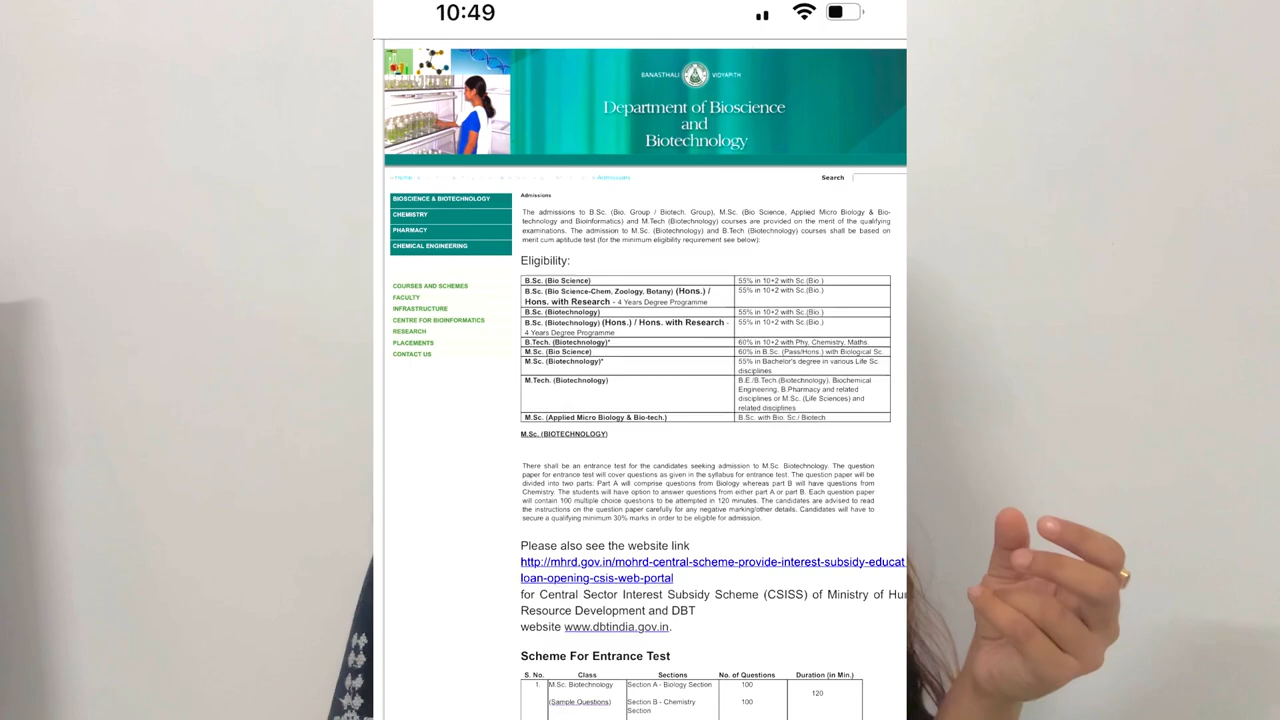 10:49
BANASTHALI VIDYAPITH
Department of Bioscience
and
Biotechnology
Home
Admissions
Search
BIOSCIENCE & BIOTECHNOLOGY
CHEMISTRY
PHARMACY
CHEMICAL ENGINEERING
COURSES AND SCHEMES
FACULTY
INFRASTRUCTURE
CENTRE FOR BIOINFORMATICS
RESEARCH
PLACEMENTS
CONTACT US
Admissions
The admissions to B.Sc. (Bio. Group / Biotech. Group), M.Sc. (Bio Science, Applied Micro Biology & Bio-
technology and Bioinformatics) and M.Tech (Biotechnology) courses are provided on the merit of the qualifying
examinations. The admission to M.Sc. (Biotechnology) and B.Tech (Biotechnology) courses shall be based on
merit cum aptitude test (for the minimum eligibility requirement see below):
Eligibility:
B.Sc. (Bio Science) 55% in 10+2 with Sc.(Bio.)
B.Sc. (Bio Science-Chem, Zoology, Botany) (Hons.) / 55% in 10+2 with Sc.(Bio.)
Hons. with Research - 4 Years Degree Programme
B.Sc. (Biotechnology) 55% in 10+2 with Sc.(Bio.)
B.Sc. (Biotechnology) (Hons.) / Hons. with Research - 55% in 10+2 with Sc.(Bio.)
4 Years Degree Programme
B.Tech. (Biotechnology)* 60% in 10+2 with Phy, Chemistry, Maths.
M.Sc. (Bio Science) 60% in B.Sc. (Pass/Hons.) with Biological Sc.
M.Sc. (Biotechnology)* 55% in Bachelor's degree in various Life Sc.
disciplines
M.Tech. (Biotechnology) B.E./B.Tech.(Biotechnology), Biochemical
Engineering, B.Pharmacy and related
disciplines or M.Sc. (Life Sciences) and
related disciplines
M.Sc. (Applied Micro Biology & Bio-tech.) B.Sc. with Bio. Sc./ Biotech
M.Sc. (BIOTECHNOLOGY)
There shall be an entrance test for the candidates seeking admission to M.Sc. Biotechnology. The question
paper for entrance test will cover questions as given in the syllabus for entrance test. The question paper will be
divided into two parts: Part A will comprise questions from Biology whereas part B will have questions from
Chemistry. The students will have option to answer questions from either part A or part B. Each question paper
will contain 100 multiple choice questions to be attempted in 120 minutes. The candidates are advised to read
the instructions on the question paper carefully for any negative marking/other details. Candidates will have to
secure a qualifying minimum 30% marks in order to be eligible for admission.
Please also see the website link
http://mhrd.gov.in/mohrd-central-scheme-provide-interest-subsidy-educat
loan-opening-csis-web-portal
for Central Sector Interest Subsidy Scheme (CSISS) of Ministry of Hu
Resource Development and DBT
website www.dbtindia.gov.in.
Scheme For Entrance Test
S. No. Class Sections No. of Questions Duration (in Min.)
1. M.Sc. Biotechnology Section A - Biology Section 100 120
(Sample Questions) Section B - Chemistry 100
Section